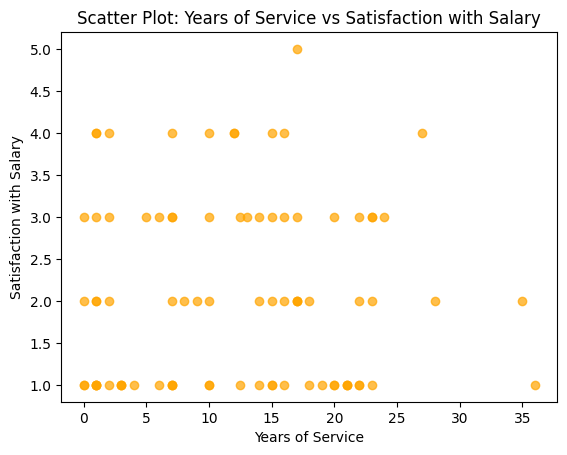 Scatter Plot: Years of Service vs Satisfaction with Salary
5.0
4.5
4.0
3.5
3.0
2.5
2.0
1.5
1.0
Satisfaction with Salary
0 5 10 15 20 25 30 35
Years of Service